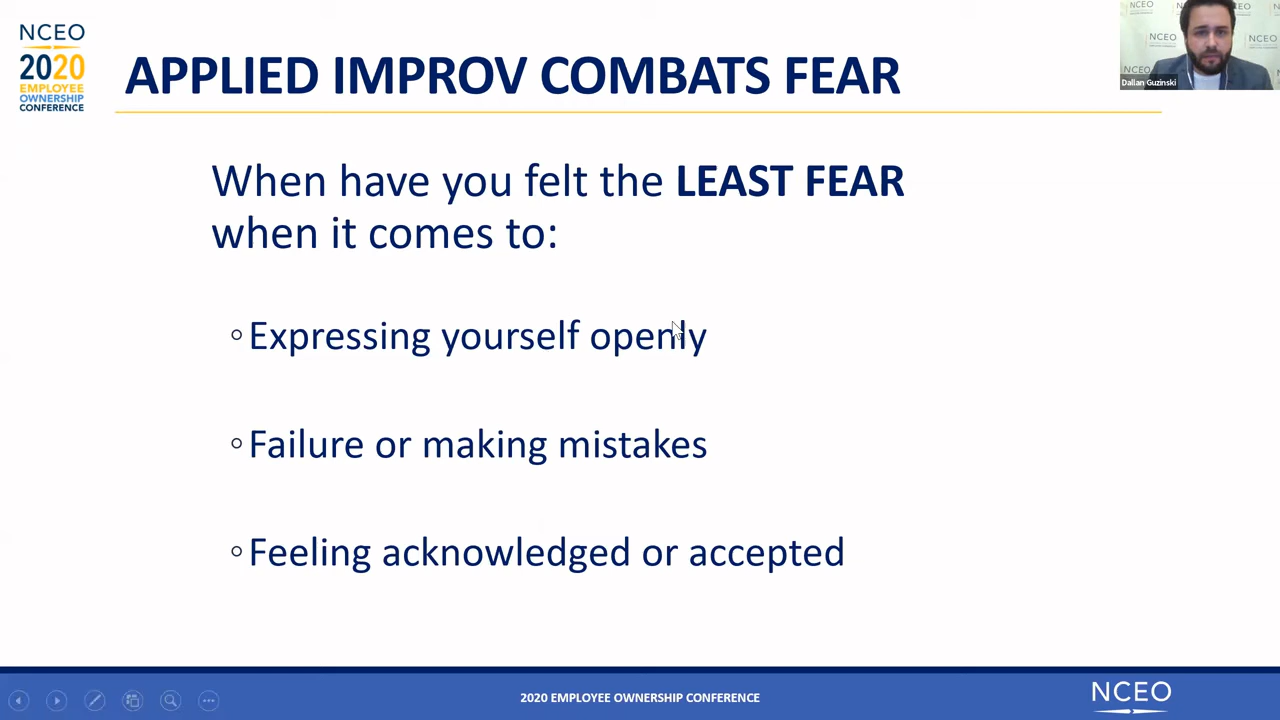 NCEO
2020
EMPLOYEE
OWNERSHIP
CONFERENCE
APPLIED IMPROV COMBATS FEAR
NCEO
NCEO
NCEO
NCEO
NCEO
Dallan Guzinski
When have you felt the LEAST FEAR
when it comes to:
Expressing yourself openly
Failure or making mistakes
Feeling acknowledged or accepted
2020 EMPLOYEE OWNERSHIP CONFERENCE
NCEO